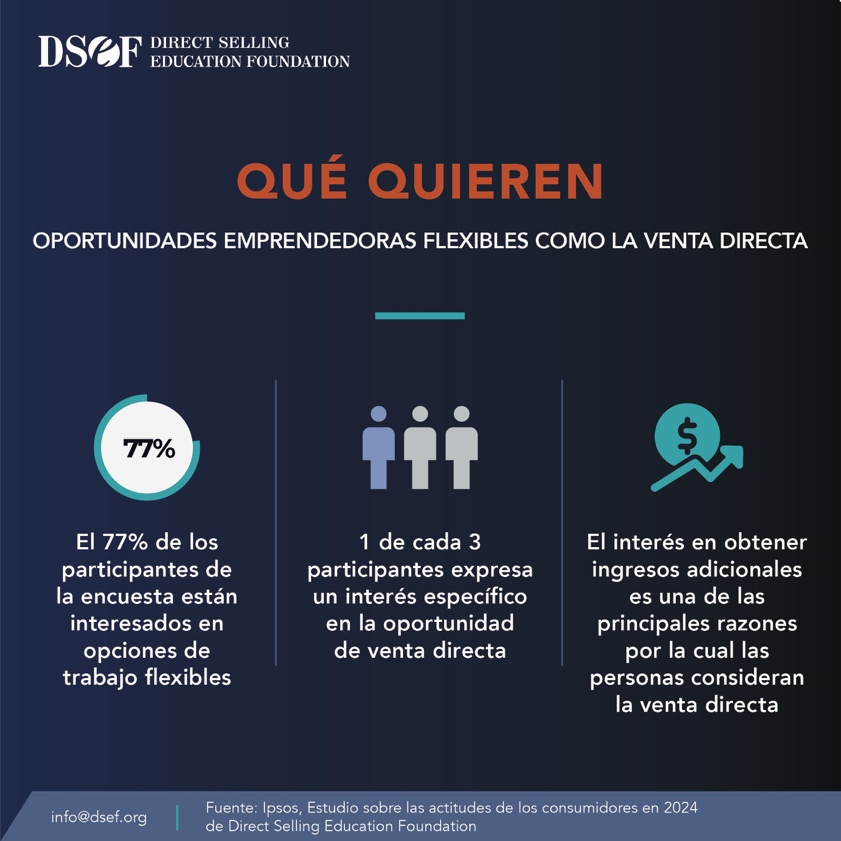 DSEF DIRECT SELLING
EDUCATION FOUNDATION
QUÉ QUIEREN
OPORTUNIDADES EMPRENDEDORAS FLEXIBLES COMO LA VENTA DIRECTA
77%
El 77% de los
participantes de
la encuesta están
interesados en
opciones de
trabajo flexibles
1 de cada 3
participantes expresa
un interés específico
en la oportunidad
de venta directa
$
El interés en obtener
ingresos adicionales
es una de las
principales razones
por la cual las
personas consideran
la venta directa
info@dsef.org
Fuente: Ipsos, Estudio sobre las actitudes de los consumidores en 2024
de Direct Selling Education Foundation